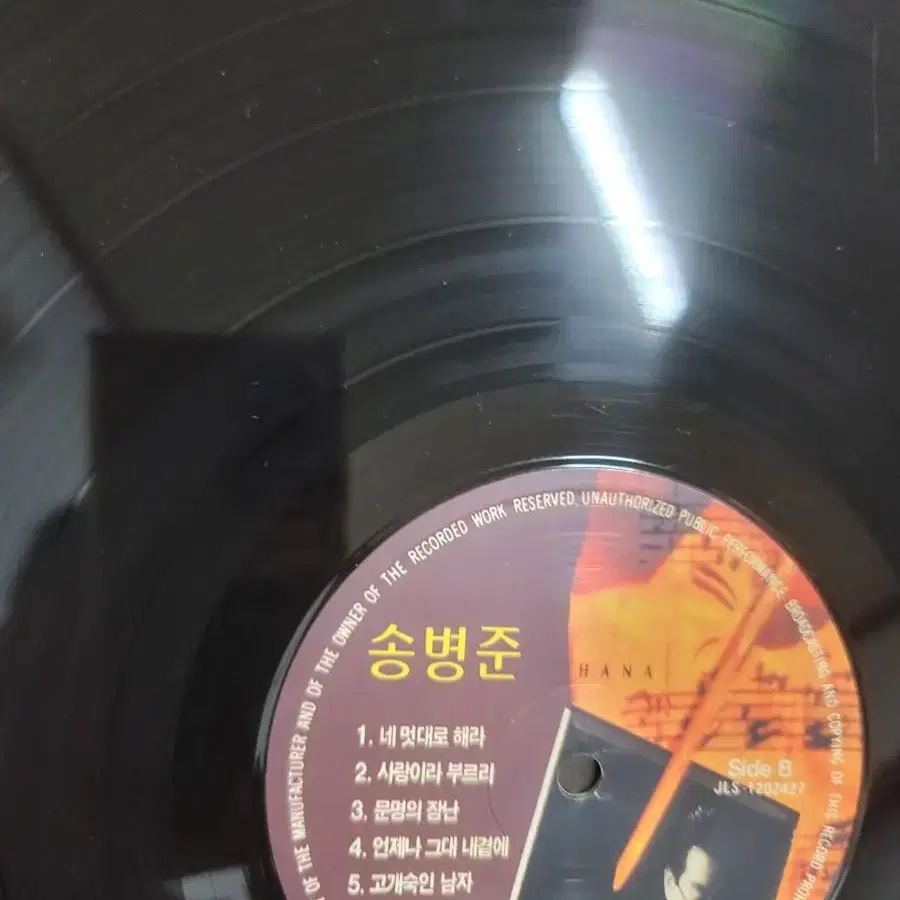 OF THE MANUFACTURER AND OF THE OWNER OF THE RECORDED WORK RESERVED. UNAUTHORIZED PUBLIC PERFORMANCE, BROADCASTING AND COPYING OF THIS RECORD
송병준
HANA
1. 네 멋대로 해라
2. 사랑이라 부르리
3. 문명의 장난
4. 언제나 그대 내곁에
5. 고개숙인 남자
Side B
JLS-1202427